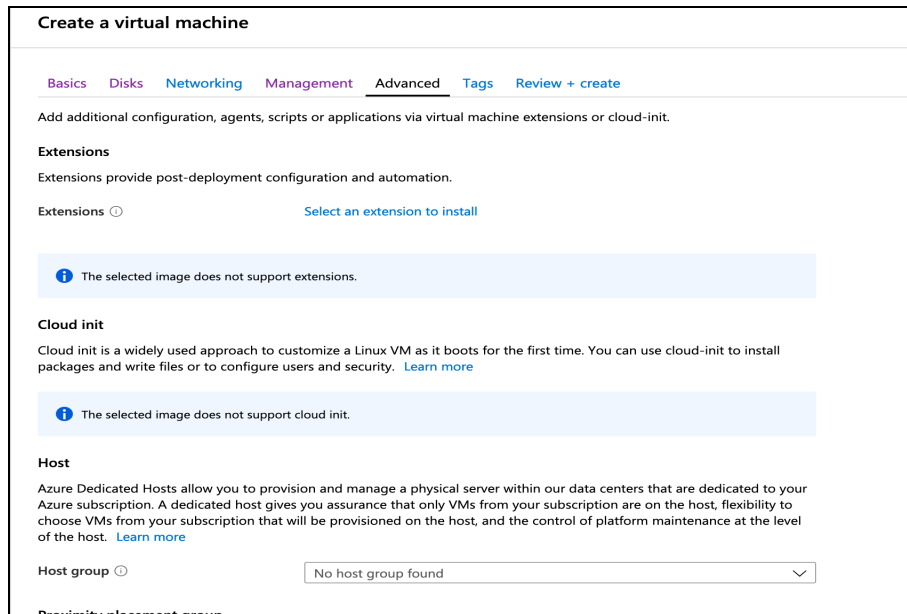 Create a virtual machine
Basics Disks Networking Management Advanced Tags Review + create
Add additional configuration, agents, scripts or applications via virtual machine extensions or cloud-init.
Extensions
Extensions provide post-deployment configuration and automation.
Extensions Select an extension to install
The selected image does not support extensions.
Cloud init
Cloud init is a widely used approach to customize a Linux VM as it boots for the first time. You can use cloud-init to install
packages and write files or to configure users and security. Learn more
The selected image does not support cloud init.
Host
Azure Dedicated Hosts allow you to provision and manage a physical server within our data centers that are dedicated to your
Azure subscription. A dedicated host gives you assurance that only VMs from your subscription are on the host, flexibility to
choose VMs from your subscription that will be provisioned on the host, and the control of platform maintenance at the level
of the host. Learn more
Host group No host group found
Proximity placement group